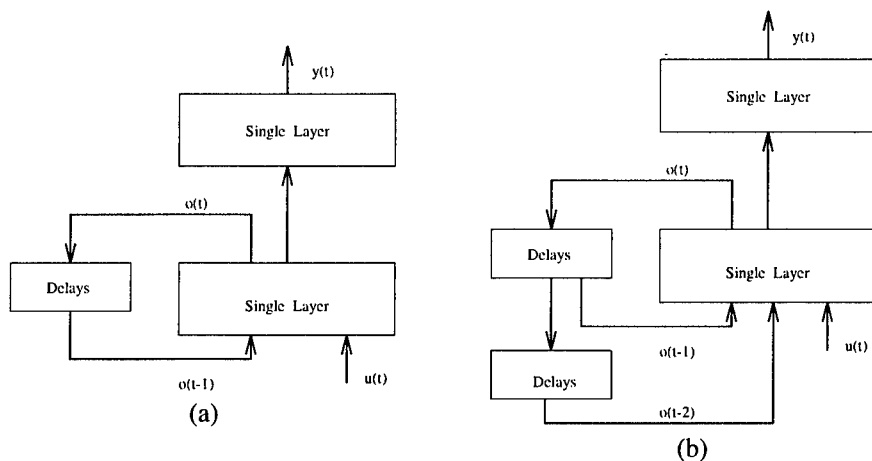 y(t)
Single Layer
o(t)
Delays
Single Layer
o(t-1)
u(t)
(a)
y(t)
Single Layer
o(t)
Delays
Single Layer
o(t-1)
u(t)
Delays
o(t-2)
(b)